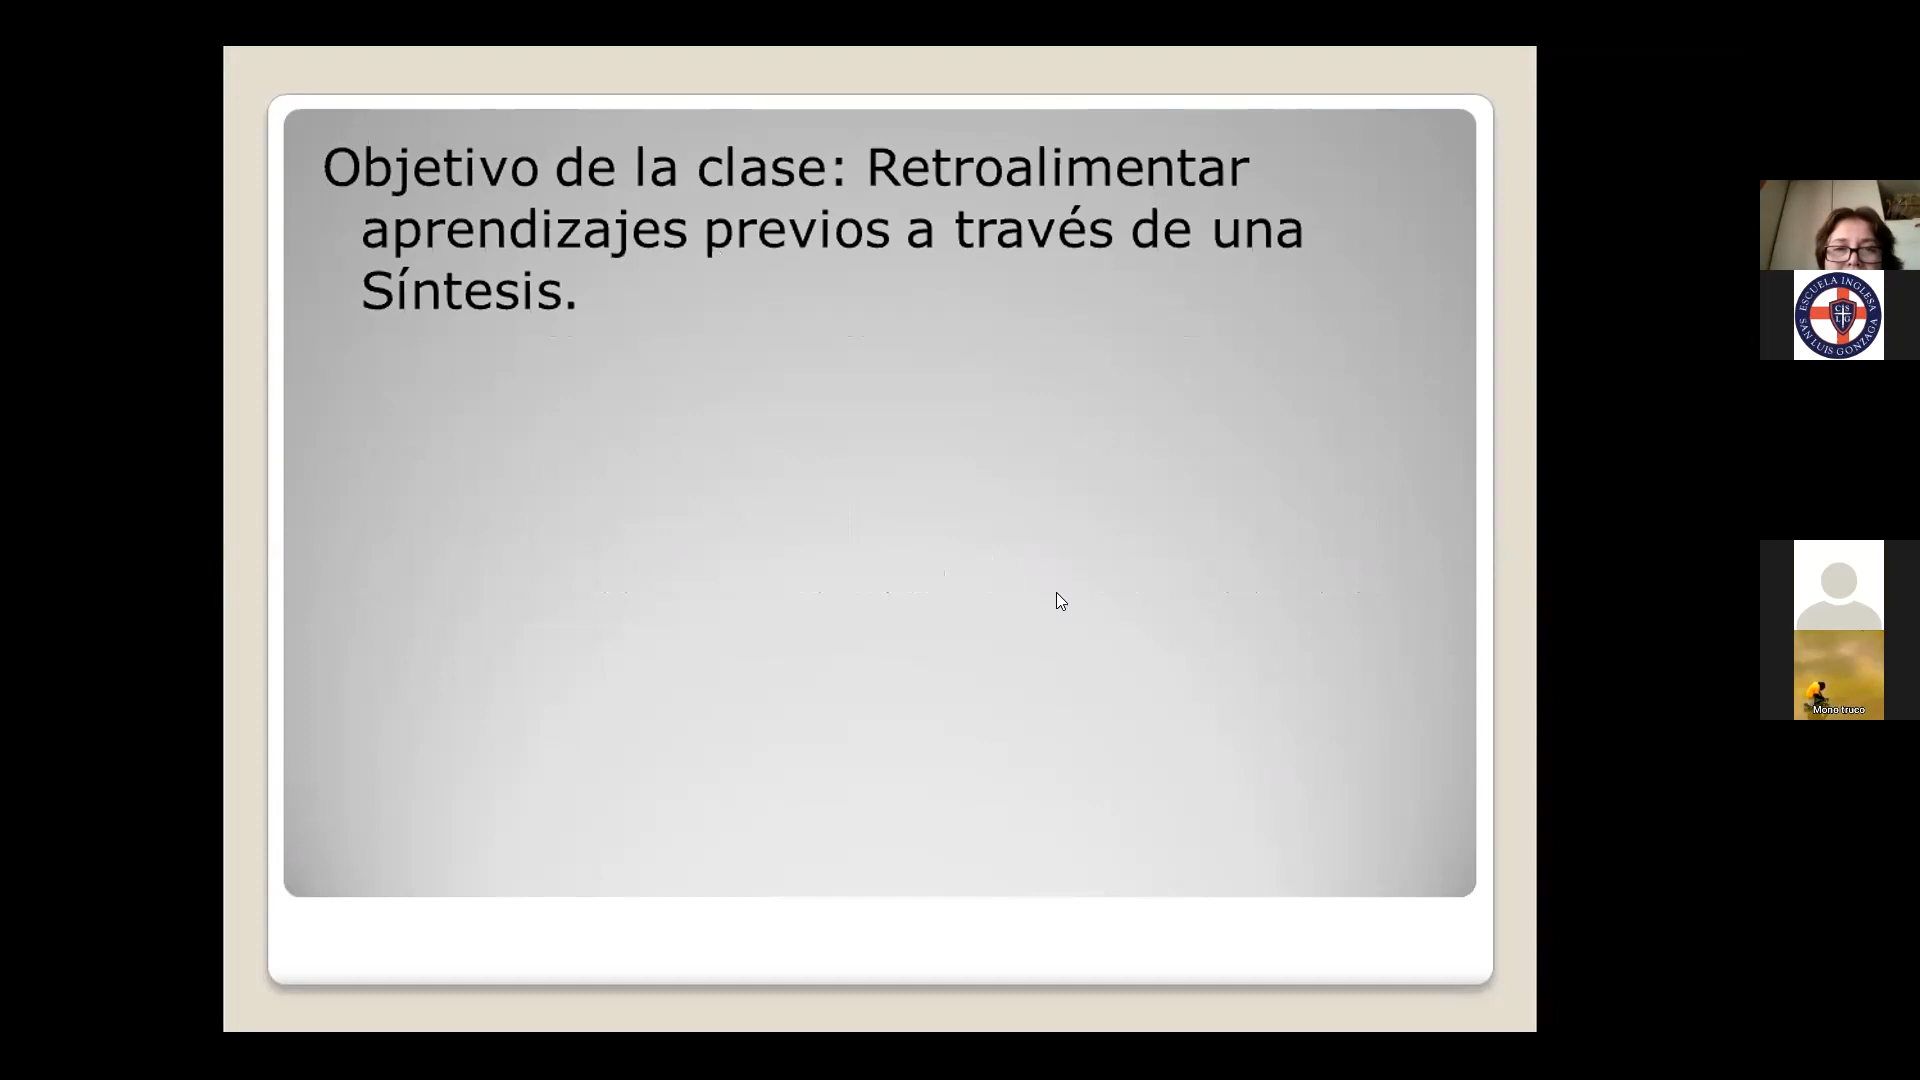 Objetivo de la clase: Retroalimentar
aprendizajes previos a través de una
Síntesis.
ESCUELA INGLESA
SAN LUIS GONZAGA
Mono truco